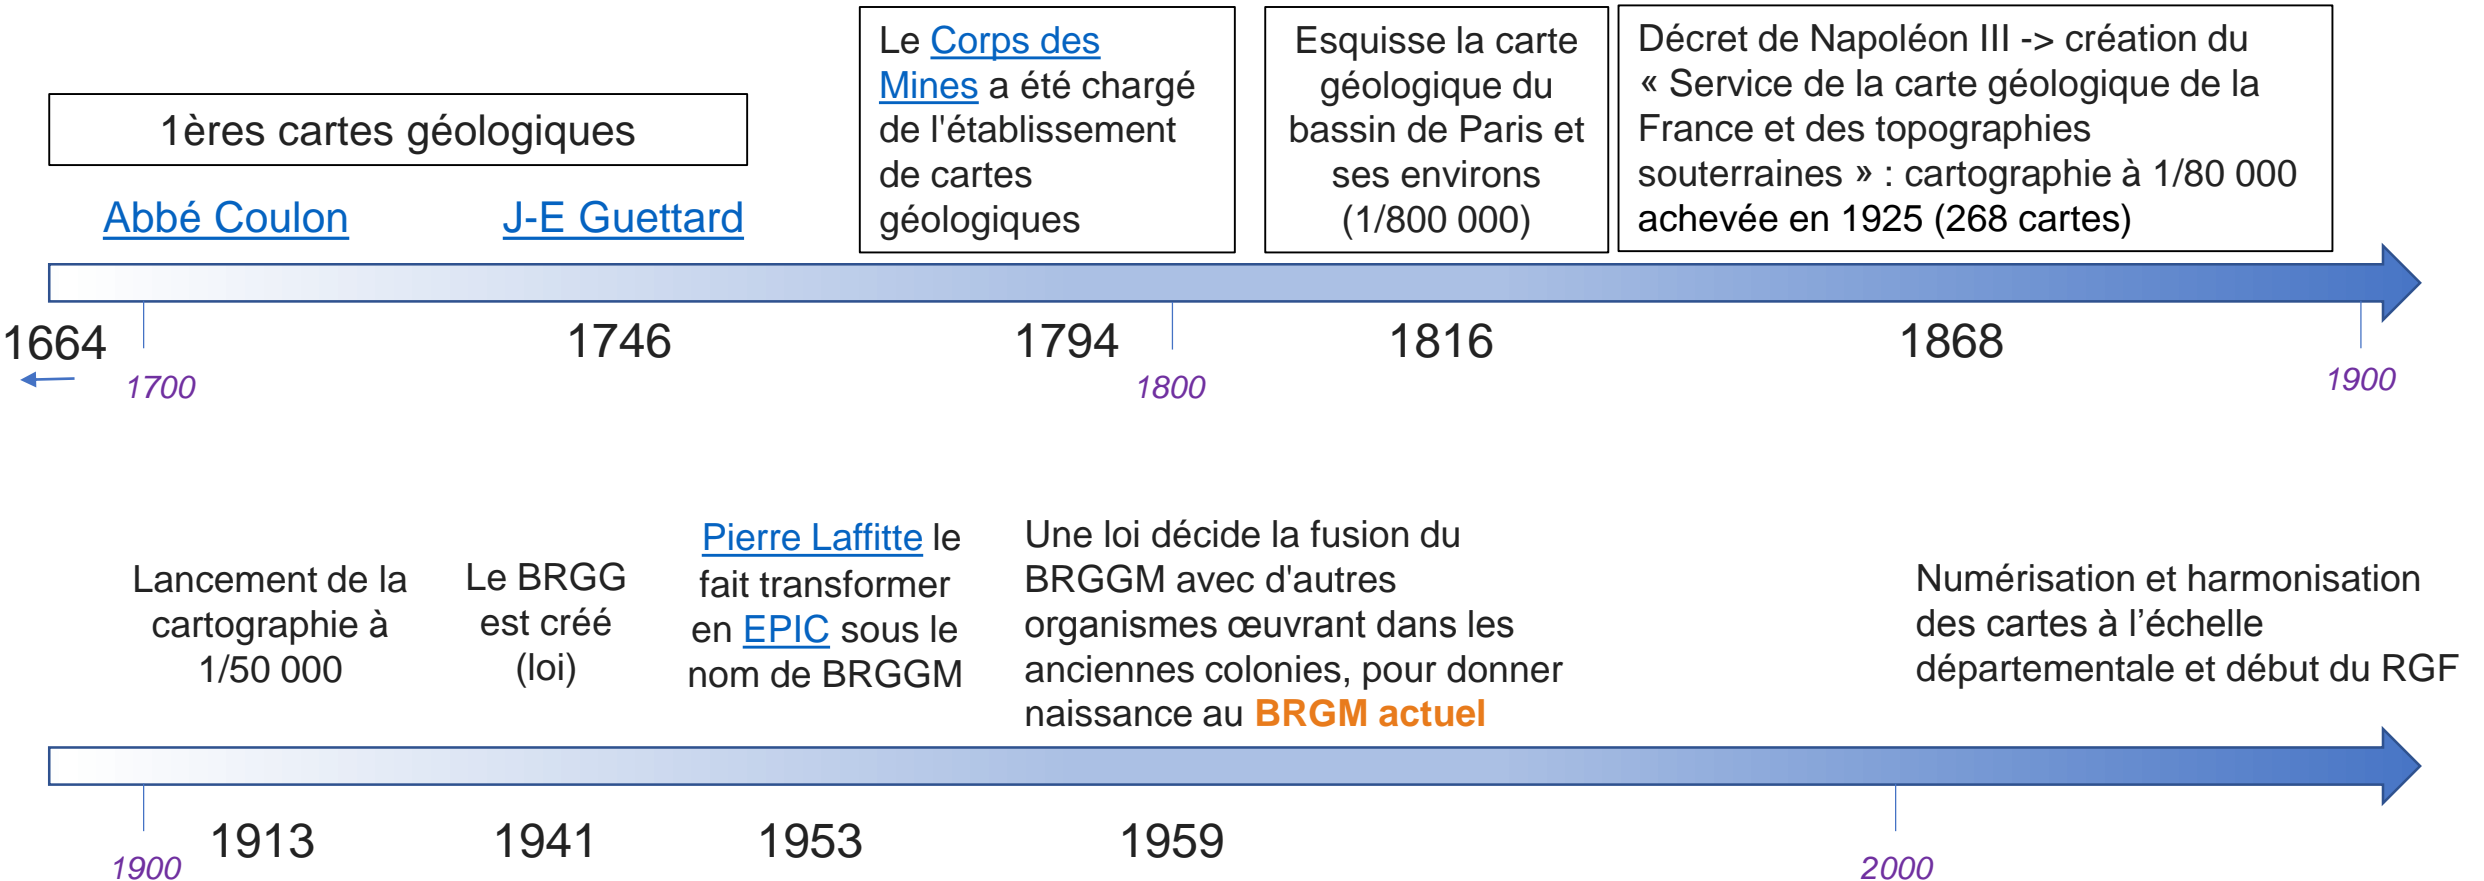 1ères cartes géologiques
Abbé Coulon
J-E Guettard
Le Corps des
Mines a été chargé
de l'établissement
de cartes
géologiques
Esquisse la carte
géologique du
bassin de Paris et
ses environs
(1/800 000)
Décret de Napoléon III -> création du
« Service de la carte géologique de la
France et des topographies
souterraines » : cartographie à 1/80 000
achevée en 1925 (268 cartes)
1664
1746
1794
1816
1868
1700
1800
1900
Lancement de la
cartographie à
1/50 000
Le BRGG
est créé
(loi)
Pierre Laffitte le
fait transformer
en EPIC sous le
nom de BRGGM
Une loi décide la fusion du
BRGGM avec d'autres
organismes œuvrant dans les
anciennes colonies, pour donner
naissance au BRGM actuel
Numérisation et harmonisation
des cartes à l’échelle
départementale et début du RGF
1913
1941
1953
1959
1900
2000